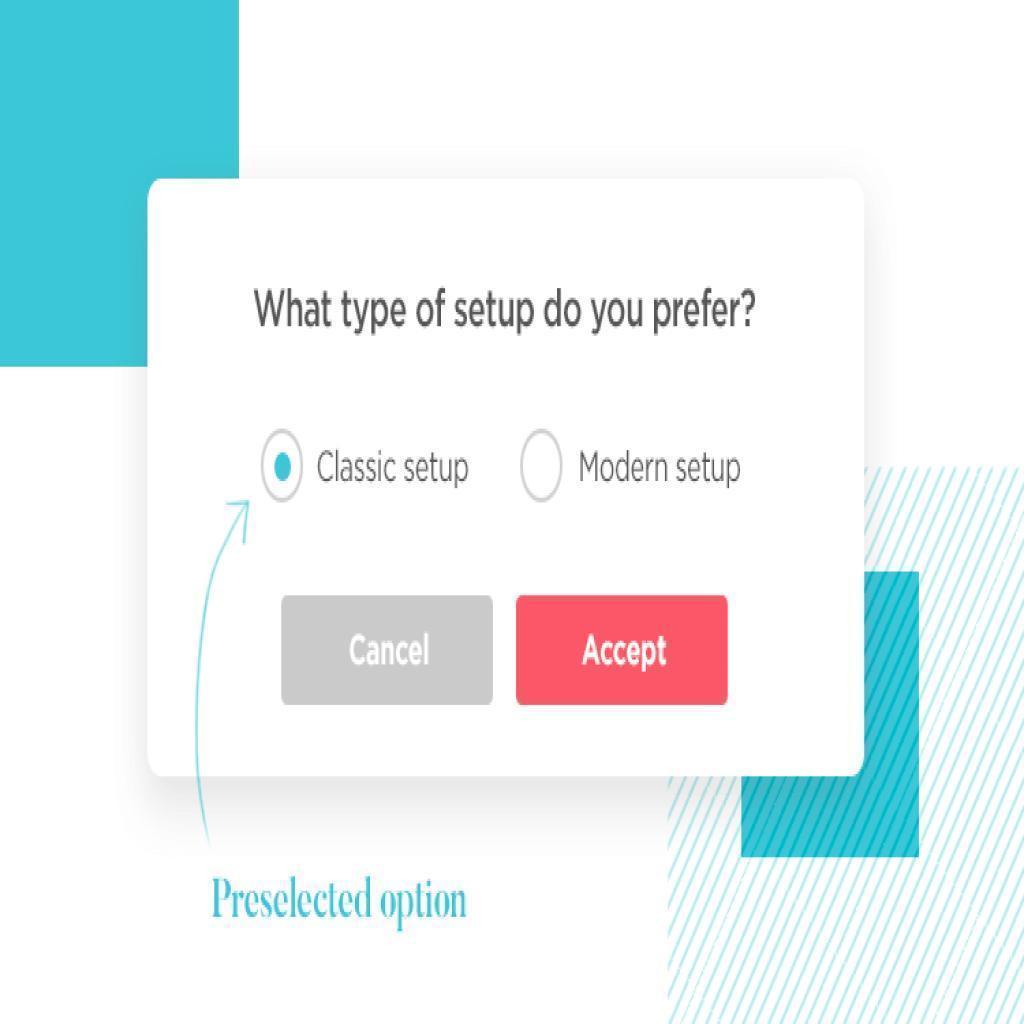 What type of setup do you prefer?
Classic setup Modern setup
Cancel Accept
Preselected option